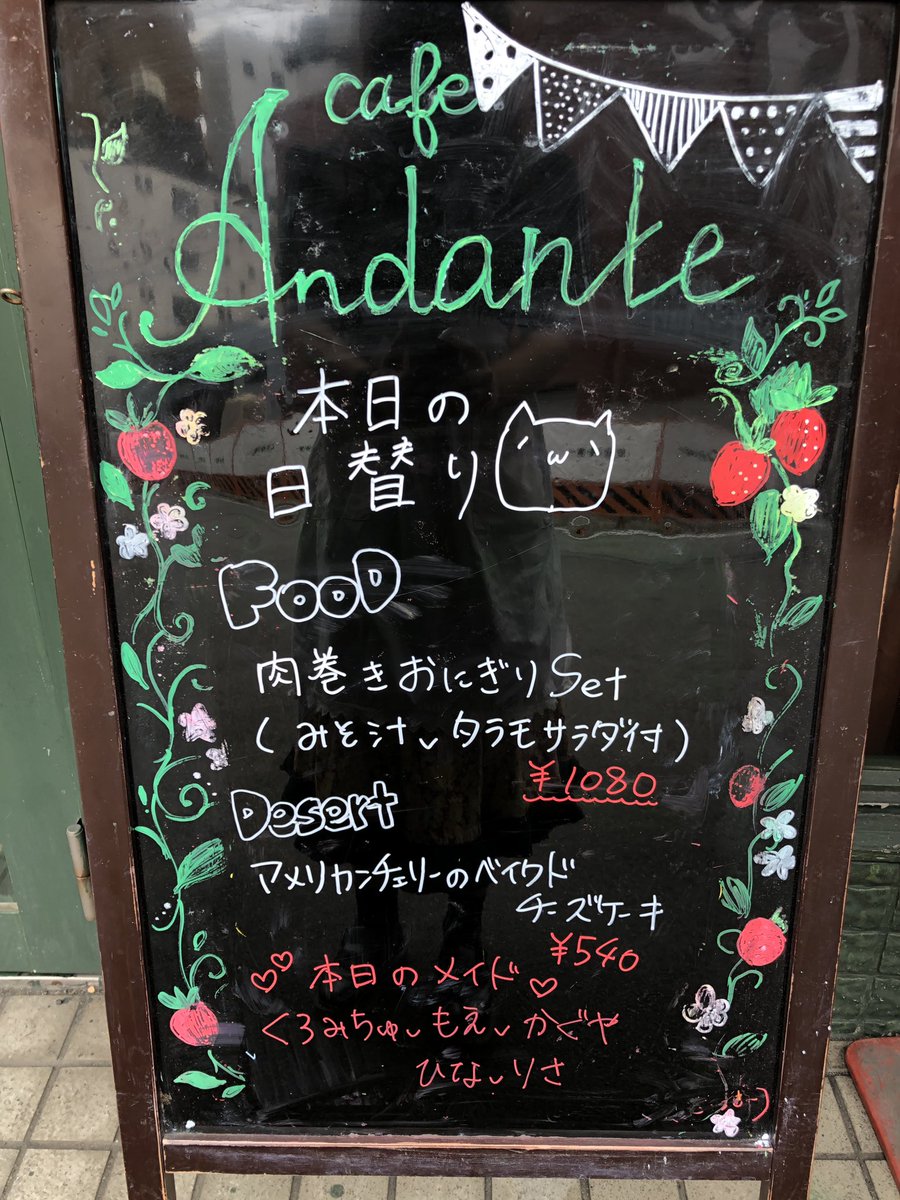 cafe
Andante
本日の
日替り
FOOD
肉巻きおにぎりSet
(みそ汁、タラモサラダ付)
¥1080
Desert
アメリカンチェリーのベイクド
チーズケーキ
¥540
本日のメイド
くろみちゅ、もえ、かぐや
ひな、りさ